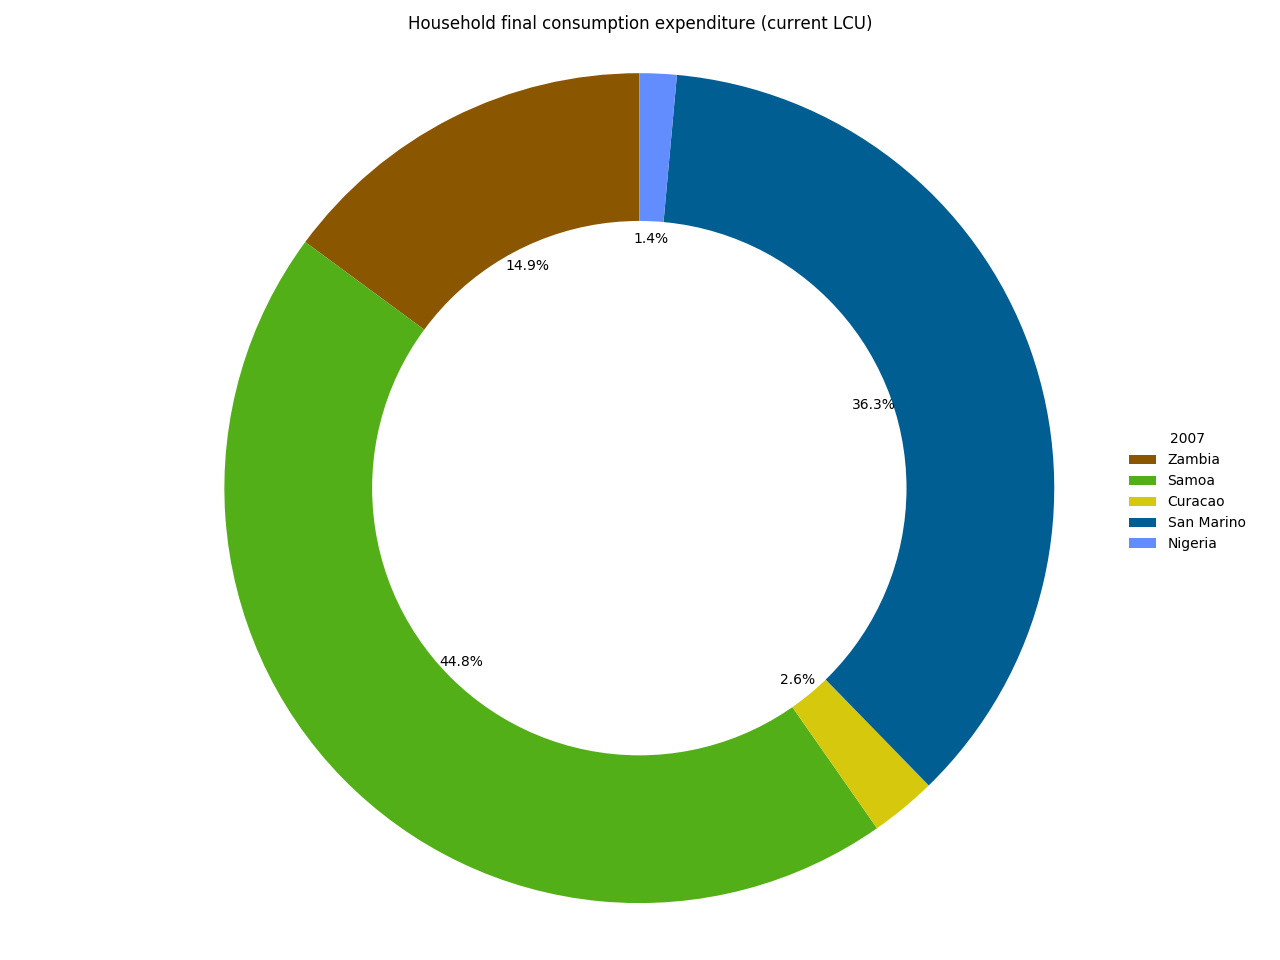 Household final consumption expenditure (current LCU)
1.4%
14.9%
36.3%
44.8%
2.6%
2007
Zambia
Samoa
Curacao
San Marino
Nigeria